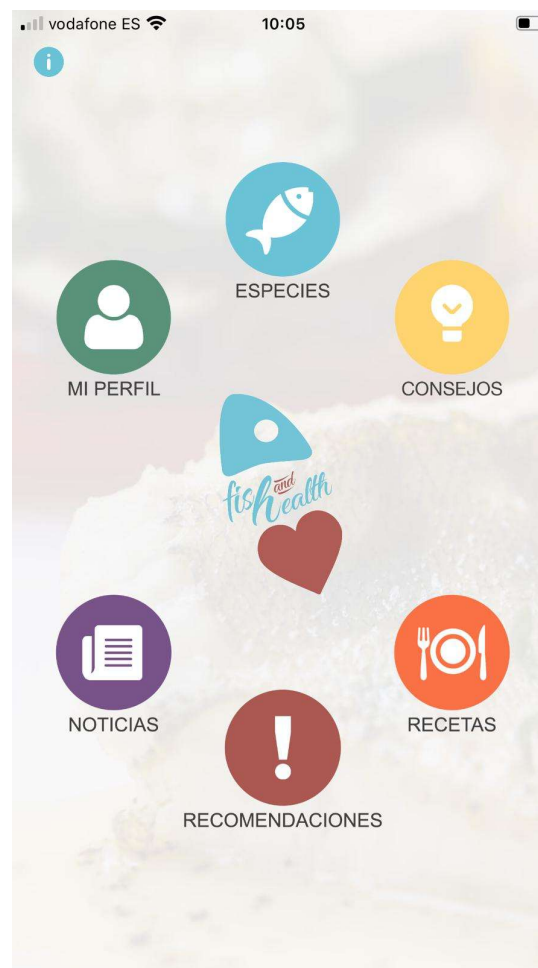 vodafone ES
10:05
i
ESPECIES
MI PERFIL
CONSEJOS
fish and health
NOTICIAS
RECETAS
RECOMENDACIONES